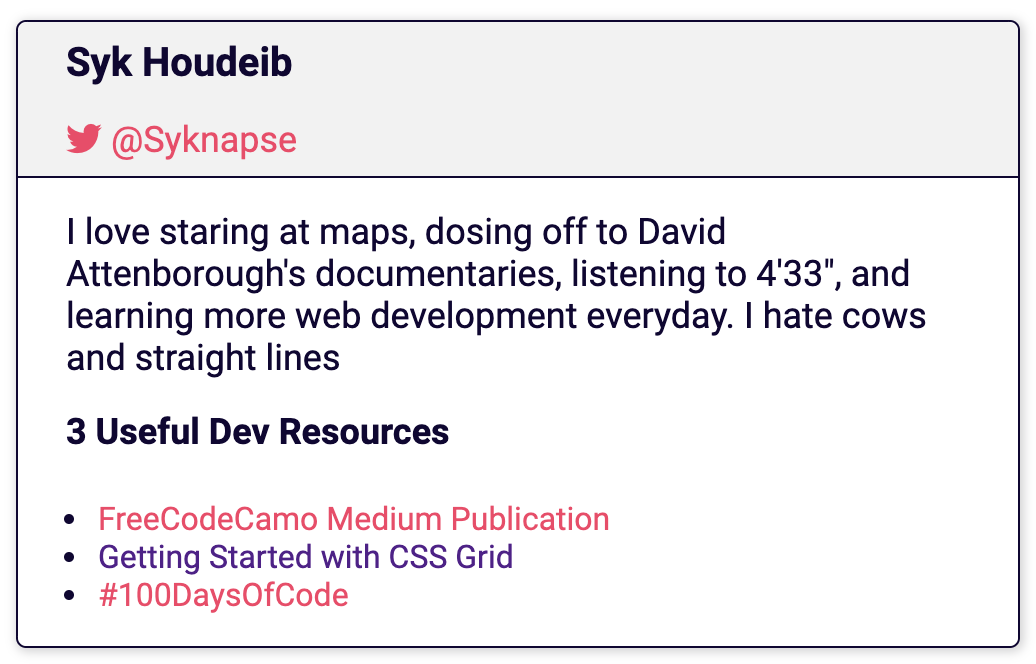 Syk Houdeib
@Syknapse
I love staring at maps, dosing off to David
Attenborough's documentaries, listening to 4'33", and
learning more web development everyday. I hate cows
and straight lines
3 Useful Dev Resources
FreeCodeCamo Medium Publication
Getting Started with CSS Grid
#100DaysOfCode